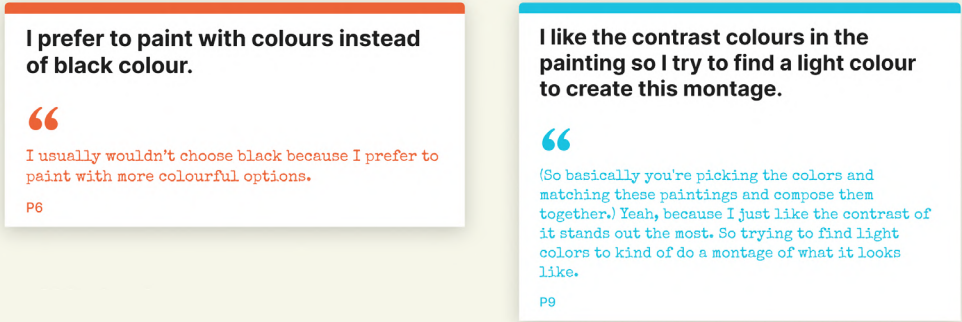 I prefer to paint with colours instead
of black colour.
“
I usually wouldn't choose black because I prefer to
paint with more colourful options.
P6
I like the contrast colours in the
painting so I try to find a light colour
to create this montage.
“
(So basically you're picking the colors and
matching these paintings and compose them
together.) Yeah, because I just like the contrast of
it stands out the most. So trying to find light
colors to kind of do a montage of what it looks
like.
P9